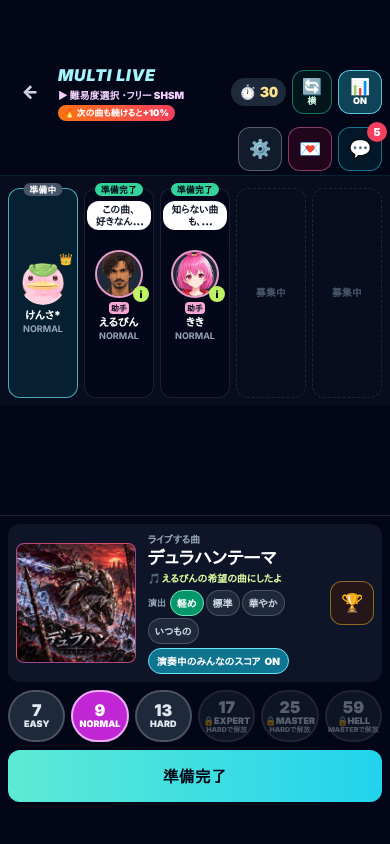 MULTI LIVE
▶ 難易度選択・フリー SHSM
🔥 次の曲も続けると+10%
⏱️ 30
横
ON
5
準備中
準備完了
準備完了
この曲、
好きなん…
知らない曲
も、…
i
i
助手
助手
けんさ*
えるびん
きき
NORMAL
NORMAL
NORMAL
募集中
募集中
デュラハン
ライブする曲
デュラハンテーマ
🎵 えるびんの希望の曲にしたよ
演出
軽め
標準
華やか
いつもの
演奏中のみんなのスコア ON
7
EASY
9
NORMAL
13
HARD
17
🔒EXPERT
HARDで解放
25
🔒MASTER
HARDで解放
59
🔒HELL
MASTERで解放
準備完了